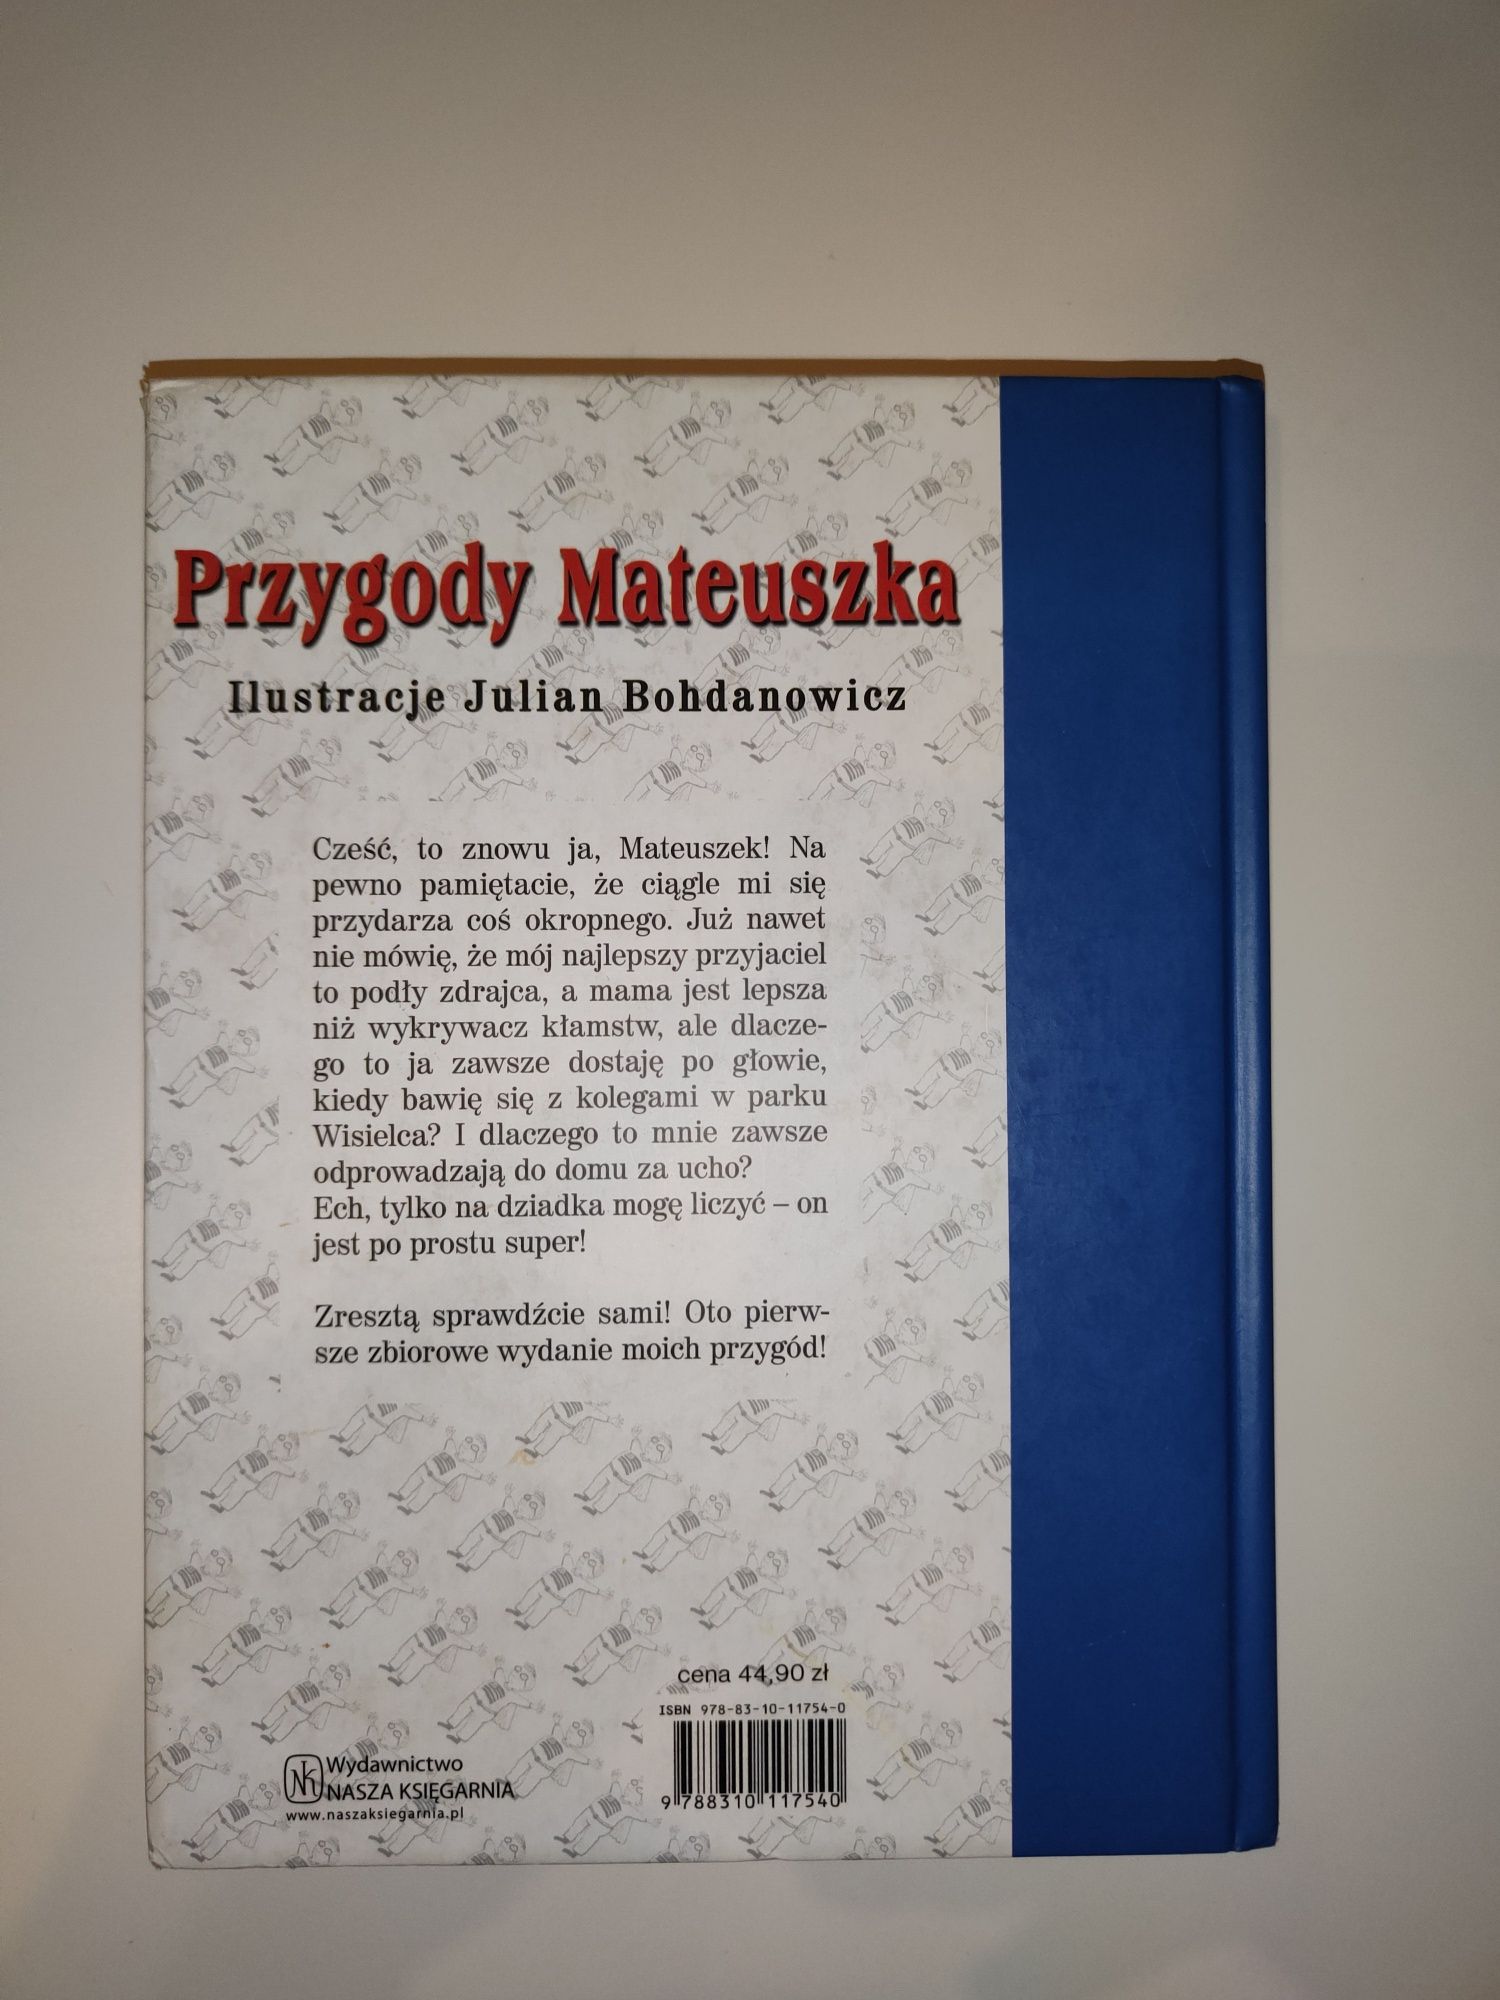 Przygody Mateuszka
Ilustracje Julian Bohdanowicz
Cześć, to znowu ja, Mateuszek! Na
pewno pamiętacie, że ciągle mi się
przydarza coś okropnego. Już nawet
nie mówię, że mój najlepszy przyjaciel
to podły zdrajca, a mama jest lepsza
niż wykrywacz kłamstw, ale dlacze-
go to ja zawsze dostaję po głowie,
kiedy bawię się z kolegami w parku
Wisielca? I dlaczego to mnie zawsze
odprowadzają do domu za ucho?
Ech, tylko na dziadka mogę liczyć – on
jest po prostu super!
Zresztą sprawdźcie sami! Oto pierw-
sze zbiorowe wydanie moich przygód!
cena 44,90 zł
ISBN 978-83-10-11754-0
9 788310 117540
NK Wydawnictwo
NASZA KSIĘGARNIA
www.naszaksiegarnia.pl